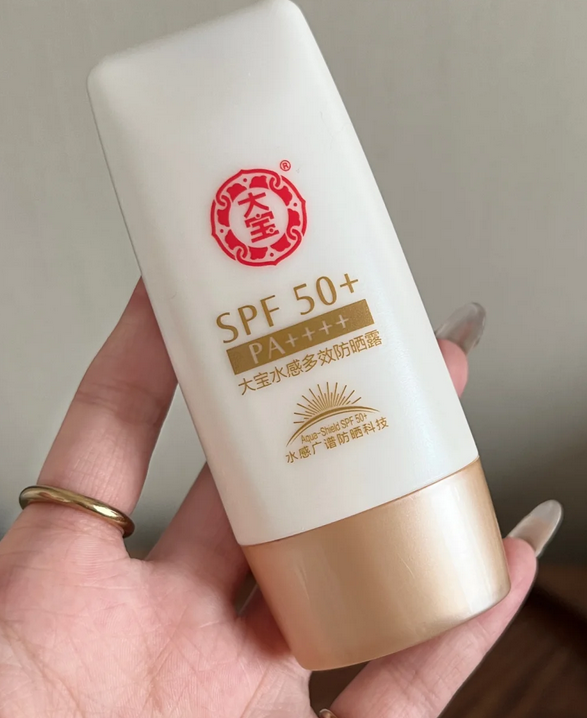 ®
大宝
SPF 50+
PA++++
大宝水感多效防晒露
Aqua-Shield SPF 50+
水感广谱防晒科技